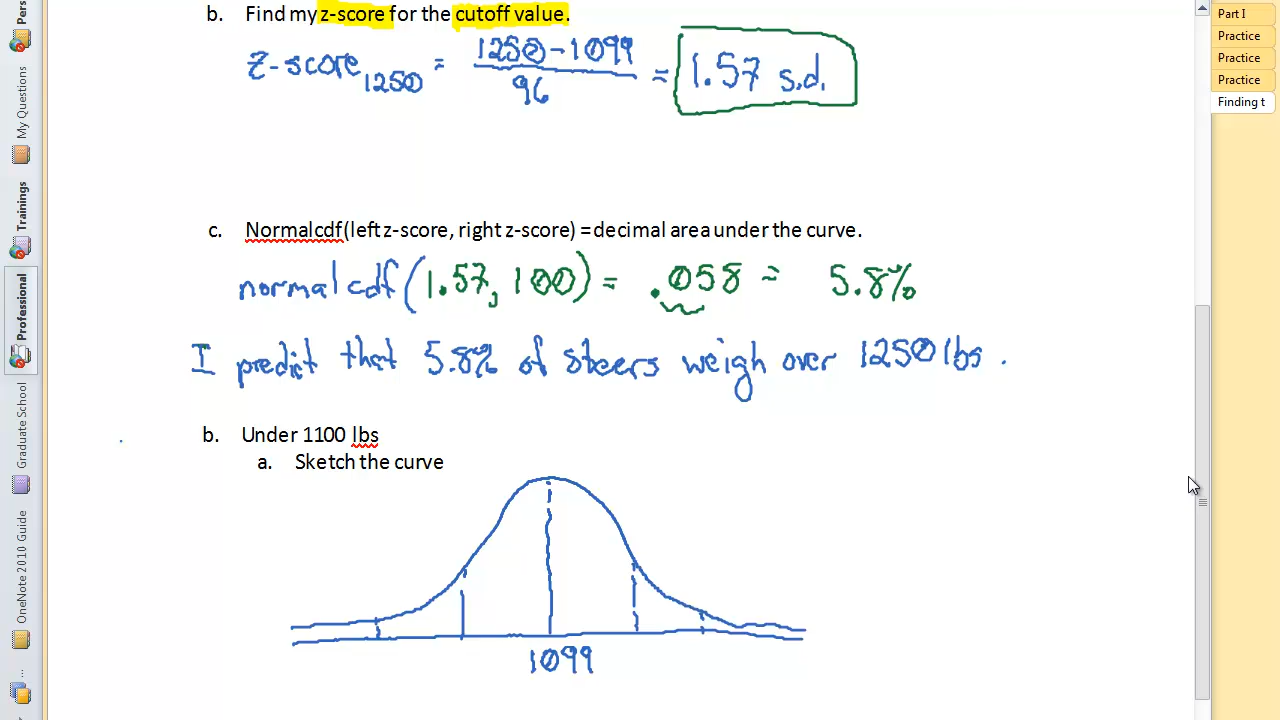 b. Find my z-score for the cutoff value.
z-score 1250 = 1250-1099 / 96 = 1.57 s.d.
c. Normalcdf(left z-score, right z-score) = decimal area under the curve.
normalcdf(1.57, 100) = .058 = 5.8%
I predict that 5.8% of steers weigh over 1250 lbs.
b. Under 1100 lbs
a. Sketch the curve
1099
Part I
Practice
Practice
Practice
Finding t
Pers
My Questions
Trainings
Professional
Graduate School
OneNote 2010 Guide
...